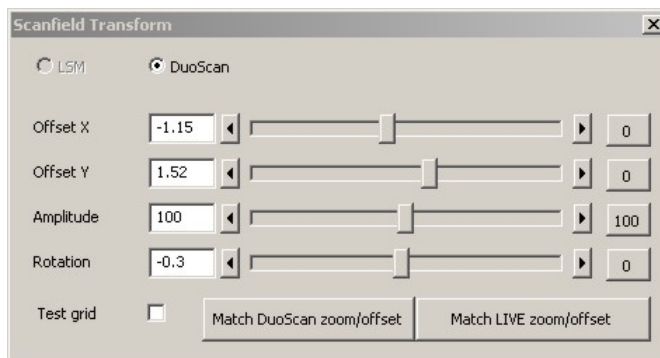 Scanfield Transform
LSM DuoScan
Offset X -1.15 0
Offset Y 1.52 0
Amplitude 100 100
Rotation -0.3 0
Test grid Match DuoScan zoom/offset Match LIVE zoom/offset